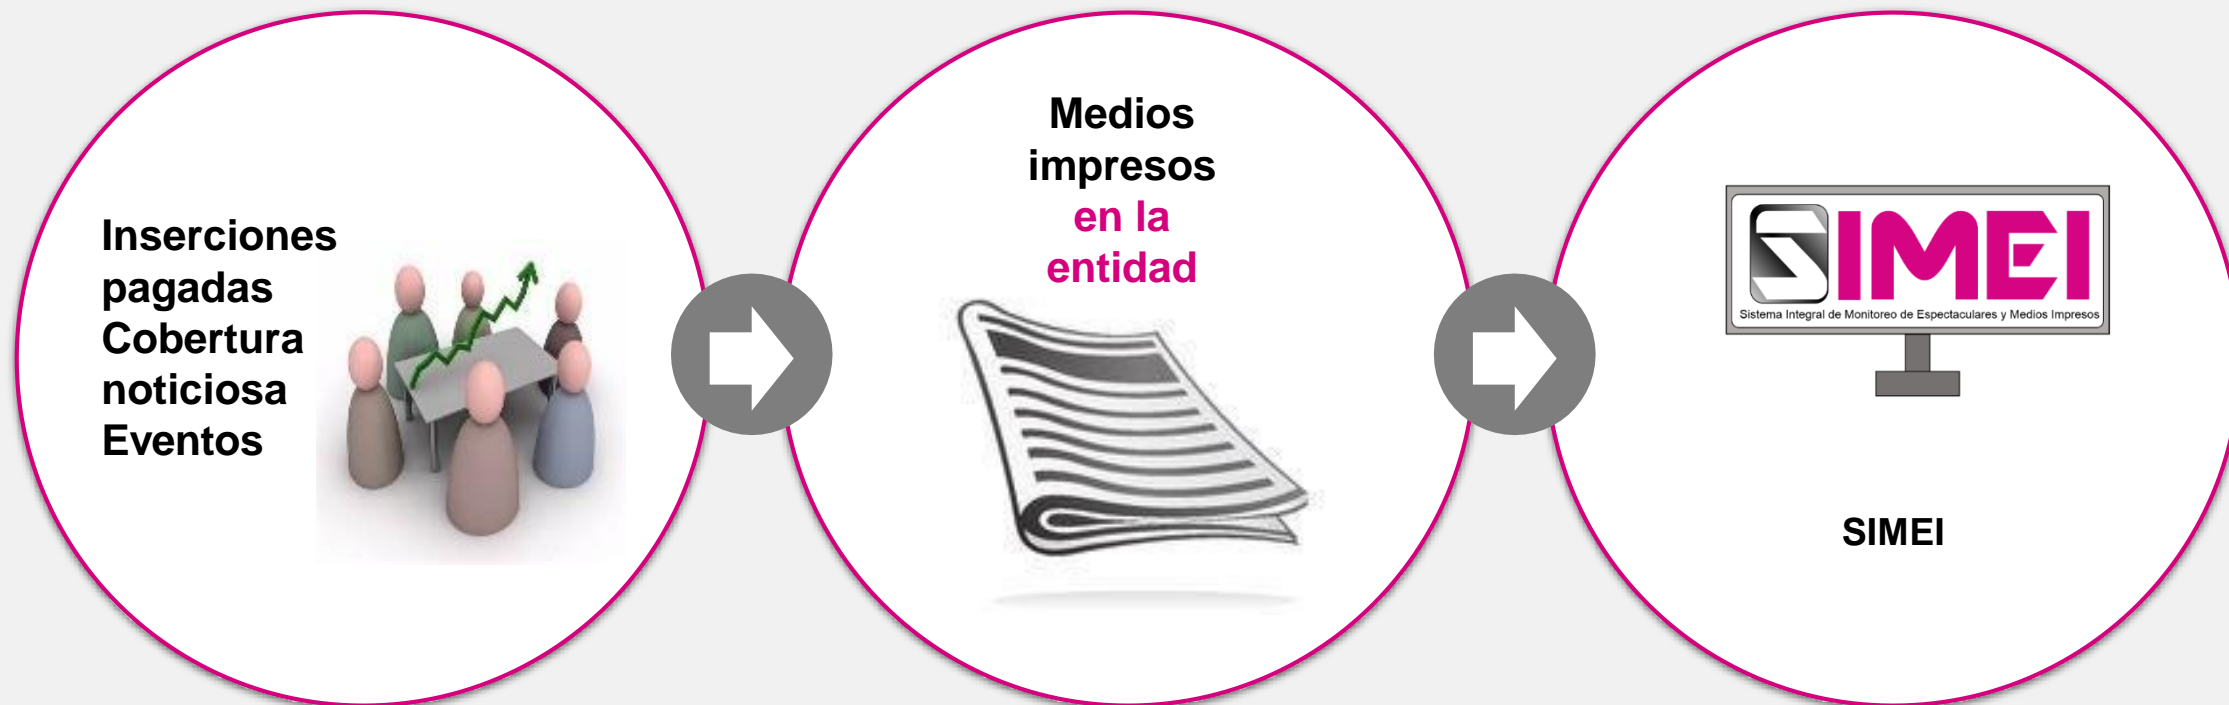 Inserciones
pagadas
Cobertura
noticiosa
Eventos
Medios
impresos
en la
entidad
SIMEI
Sistema Integral de Monitoreo de Espectaculares y Medios Impresos
SIMEI